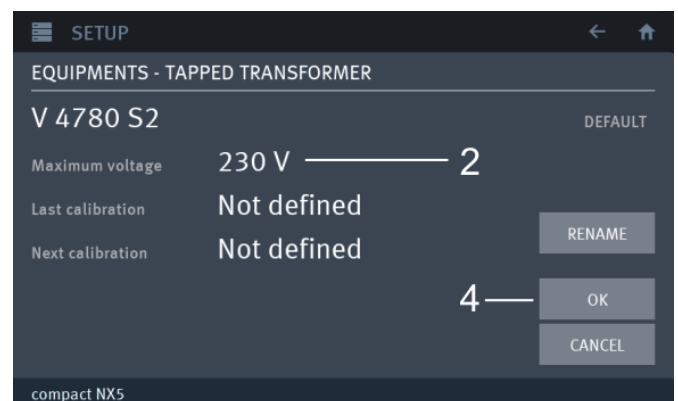 SETUP
EQUIPMENTS - TAPPED TRANSFORMER
V 4780 S2 DEFAULT
Maximum voltage 230 V 2
Last calibration Not defined
RENAME
Next calibration Not defined
4 OK
CANCEL
compact NX5